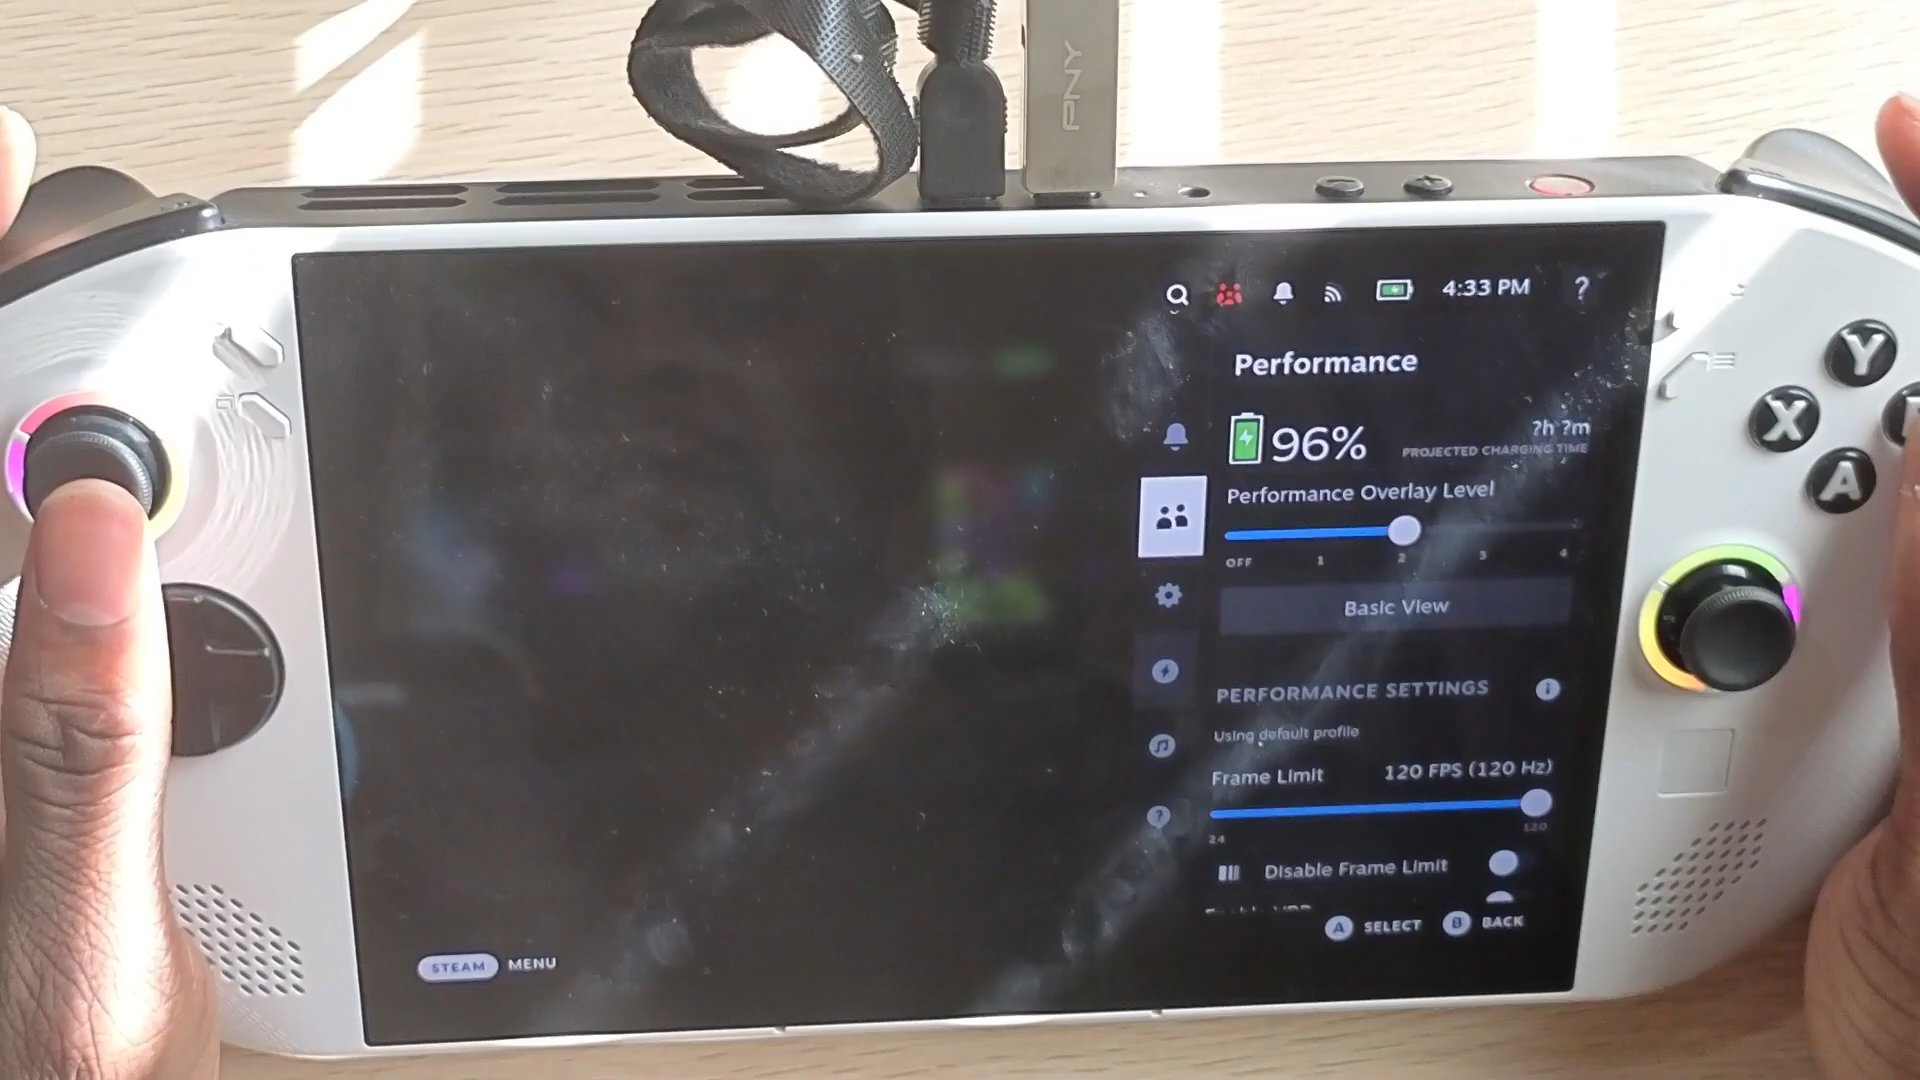 PNY
4:33 PM ?
Performance
96%
?h ?m
PROJECTED CHARGING TIME
Performance Overlay Level
OFF 1 2 3 4
Basic View
PERFORMANCE SETTINGS
Using default profile
Frame Limit 120 FPS (120 Hz)
24 120
Disable Frame Limit
A SELECT B BACK
STEAM MENU
Y
X
A